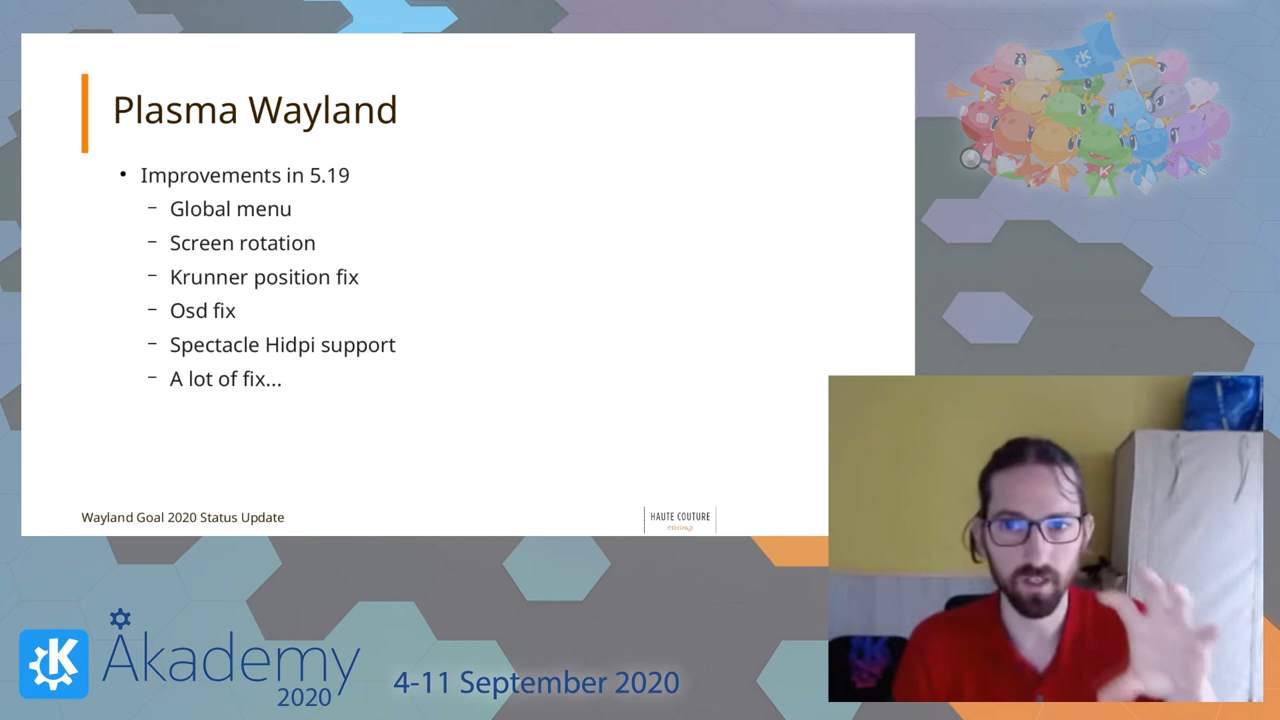 Plasma Wayland
• Improvements in 5.19
– Global menu
– Screen rotation
– Krunner position fix
– Osd fix
– Spectacle Hidpi support
– A lot of fix...
Wayland Goal 2020 Status Update
HAUTE COUTURE
Akademy
2020
4-11 September 2020